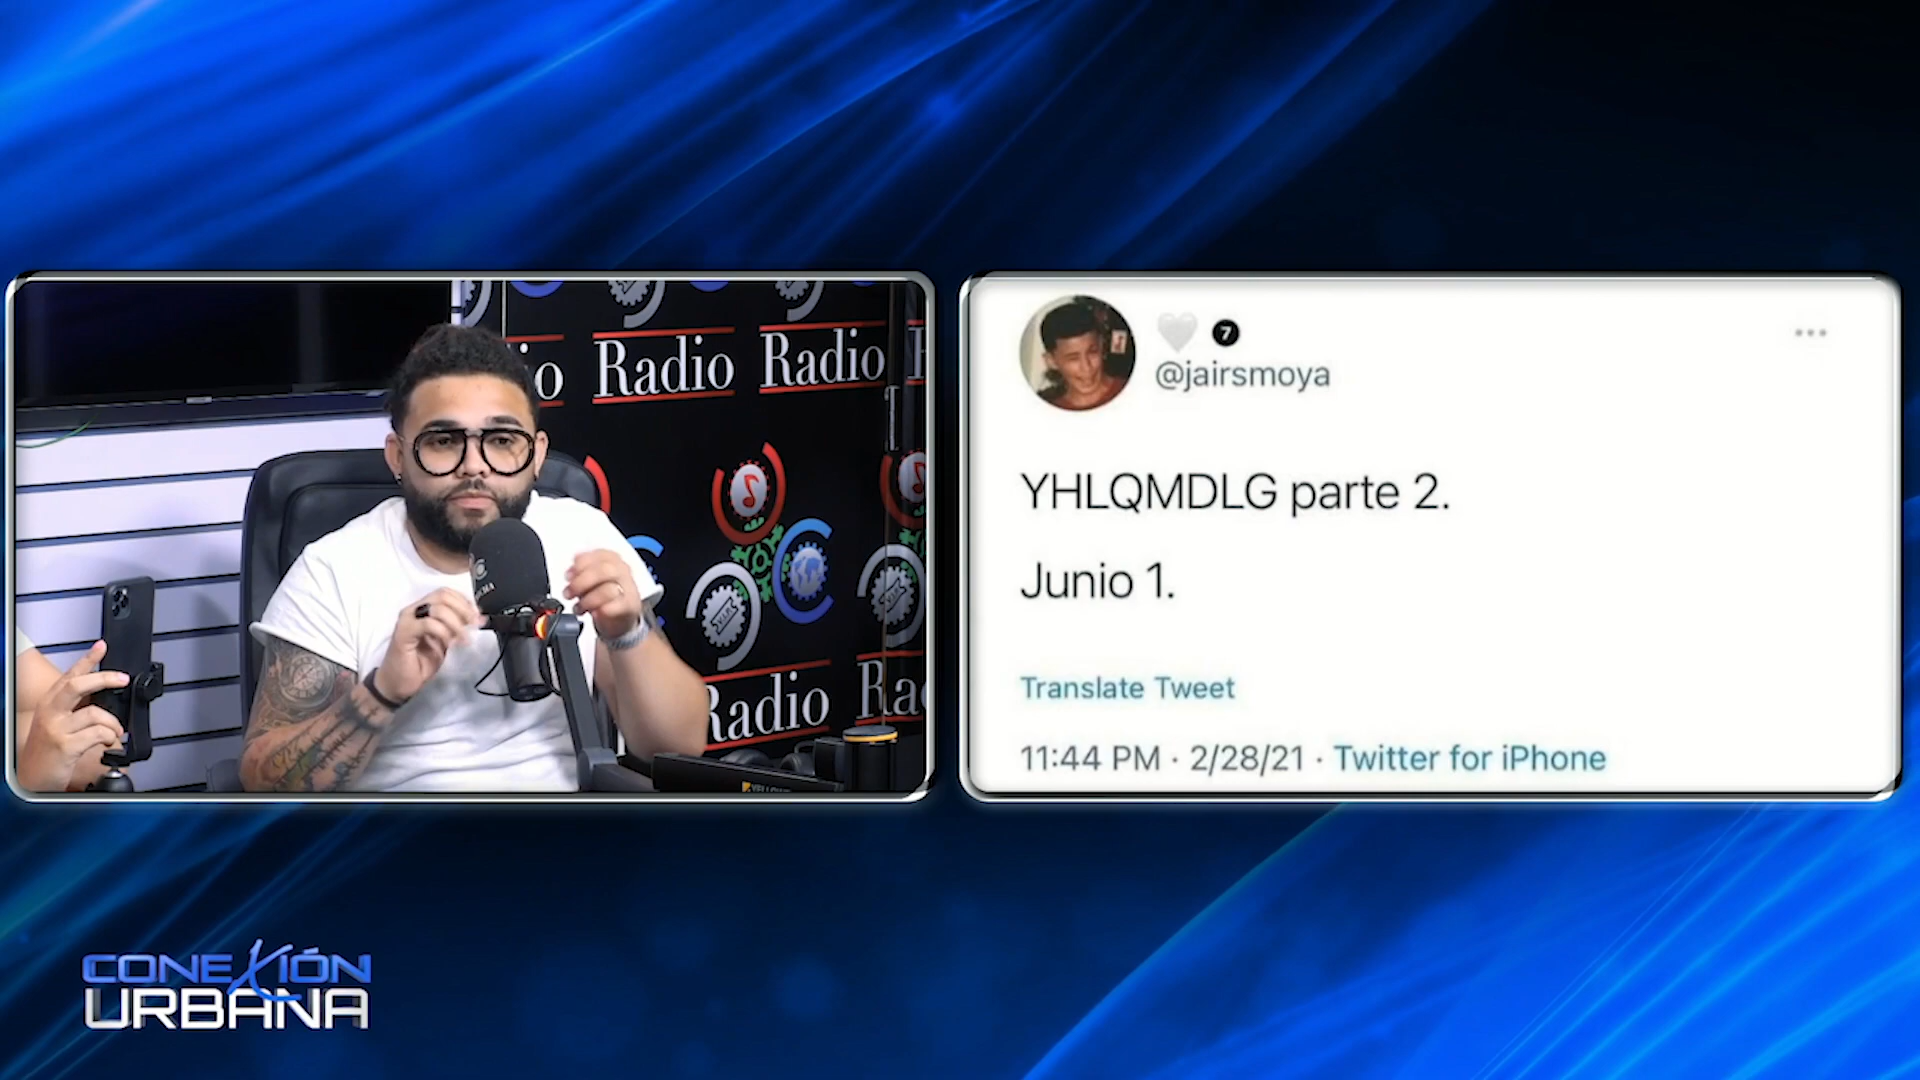 Radio
Radio
7
@jairsmoya
YHLQMDLG parte 2.
Junio 1.
Translate Tweet
11:44 PM · 2/28/21 · Twitter for iPhone
V.I.P.
Radio
CONEXIÓN
URBANA